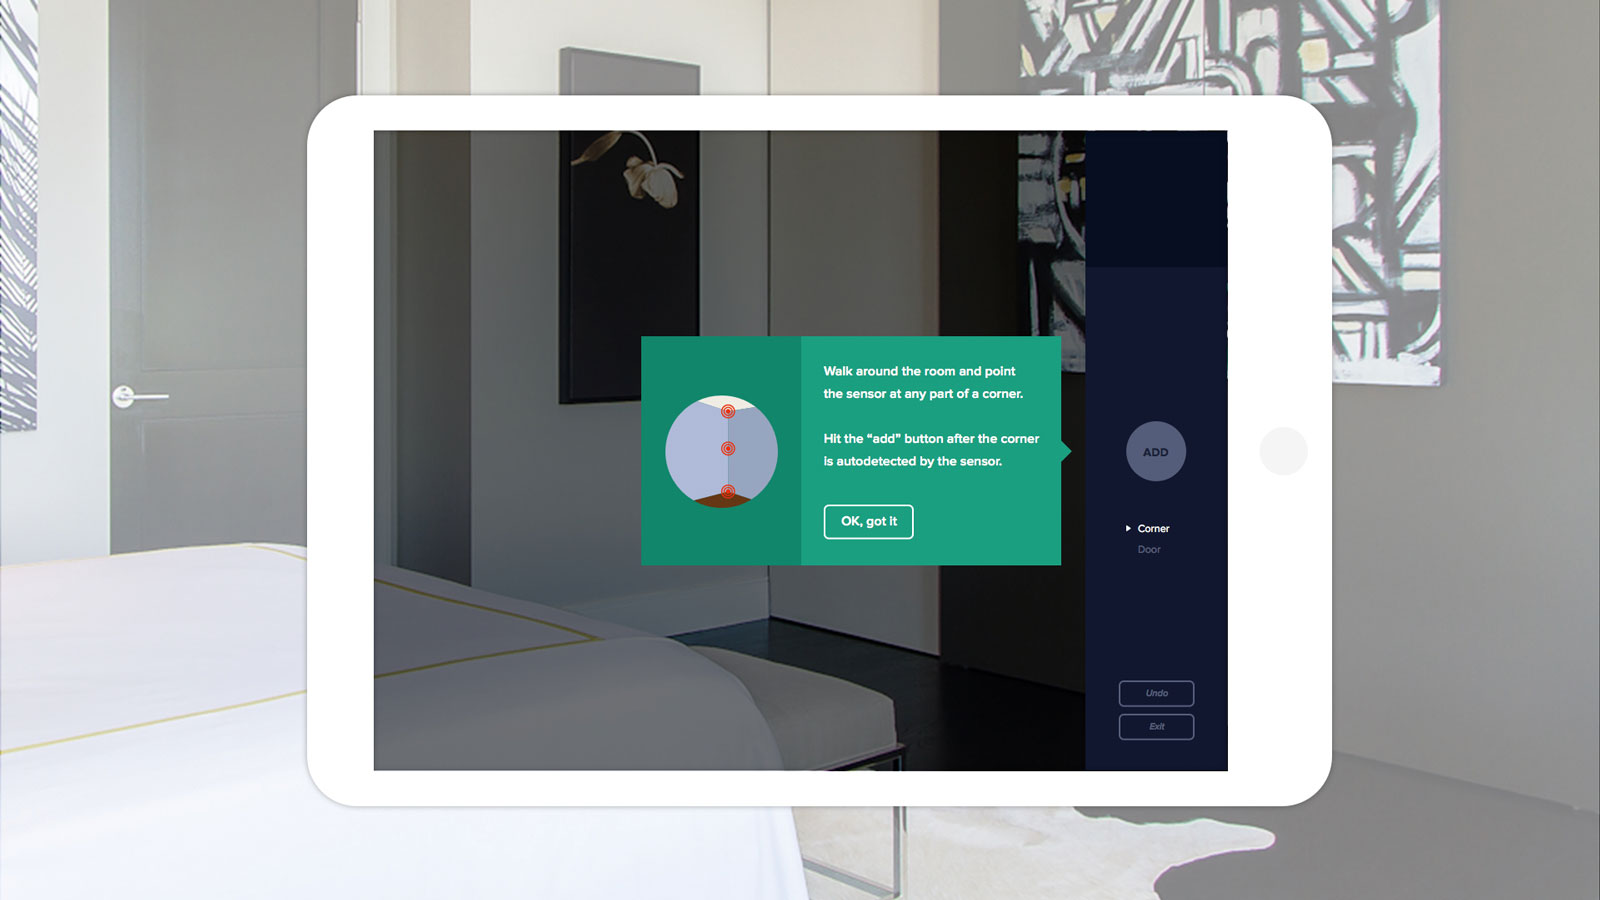 Walk around the room and point
the sensor at any part of a corner.
Hit the “add” button after the corner
is autodetected by the sensor.
OK, got it
ADD
Corner
Door
Undo
Exit